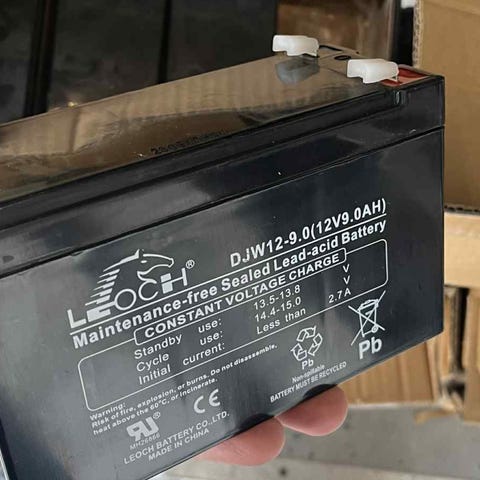 LEOCH®
DJW12-9.0(12V9.0AH)
Maintenance-free Sealed Lead-acid Battery
CONSTANT VOLTAGE CHARGE
Standby use: 13.5-13.8 V
Cycle use: 14.4-15.0 V
Initial current: Less than 2.7A
Pb
Risk of fire, explosion, or burns. Do not disassemble,
heat above the 60°C, or incinerate.
Pb
Non-spillable
BATTERY MUST BE RECYCLED
CE
MH26866
LEOCH BATTERY CO., LTD.
MADE IN CHINA